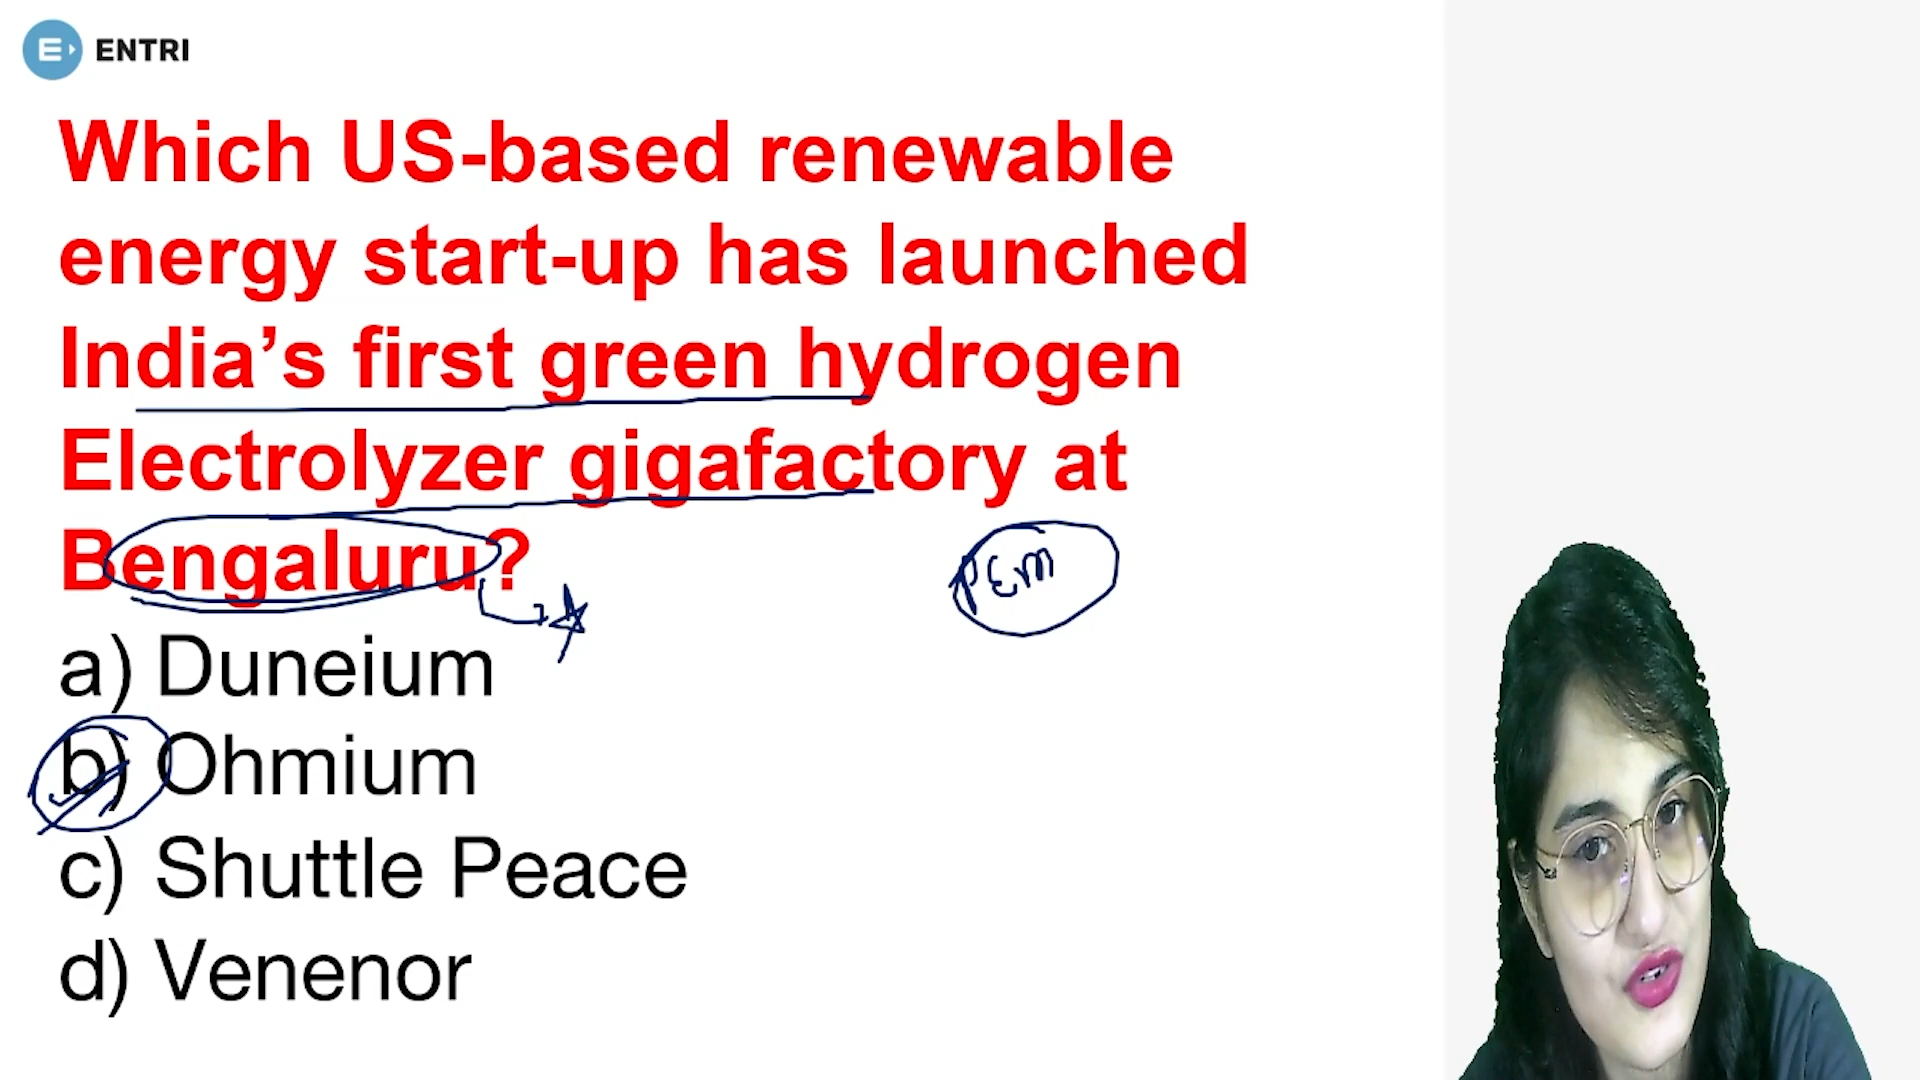 ENTRI
Which US-based renewable
energy start-up has launched
India’s first green hydrogen
Electrolyzer gigafactory at
Bengaluru?
PEM
a) Duneium
b) Ohmium
c) Shuttle Peace
d) Venenor